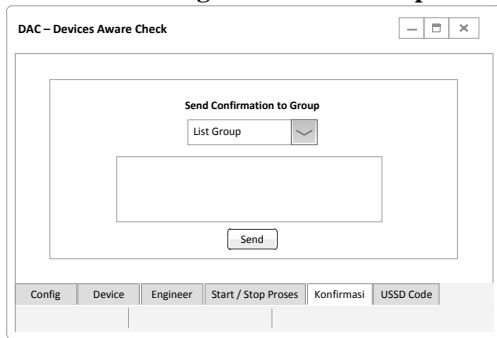 DAC – Devices Aware Check
Send Confirmation to Group
List Group
Send
Config Device Engineer Start / Stop Proses Konfirmasi USSD Code